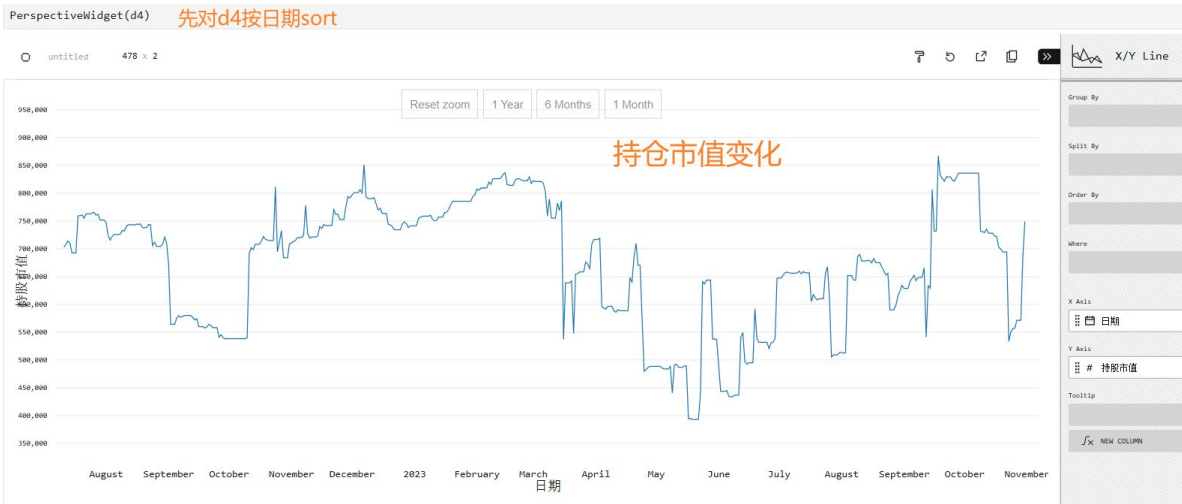 PerspectiveWidget(d4) 先对d4按日期sort
untitled 478 x 2
X/Y Line
Reset zoom 1 Year 6 Months 1 Month
Group By
Split By
Order By
Where
X Axis
日期
Y Axis
# 持股市值
Tooltip
NEW COLUMN
持仓市值变化
持股市值
950,000
900,000
850,000
800,000
750,000
700,000
650,000
600,000
550,000
500,000
450,000
400,000
350,000
August September October November December 2023 February March April May June July August September October November
日期